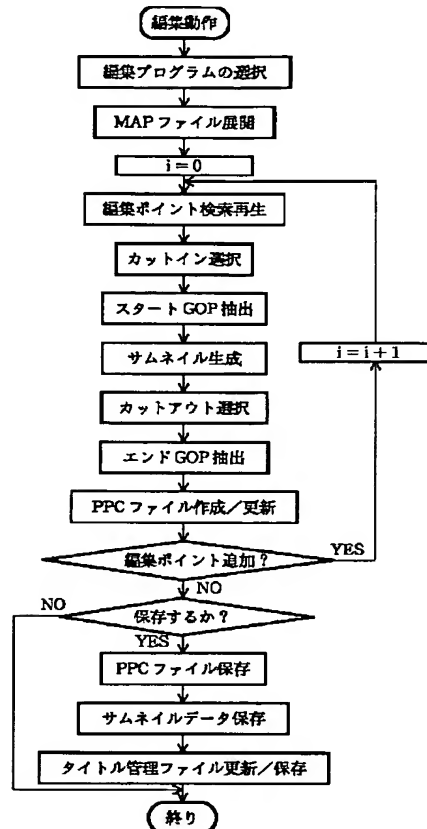 編集動作
編集プログラムの選択
MAPファイル展開
i=0
編集ポイント検索再生
カットイン選択
スタートGOP抽出
サムネイル生成
i=i+1
カットアウト選択
エンドGOP抽出
PPCファイル作成/更新
編集ポイント追加?
YES
NO
NO
保存するか?
YES
PPCファイル保存
サムネイルデータ保存
タイトル管理ファイル更新/保存
終り